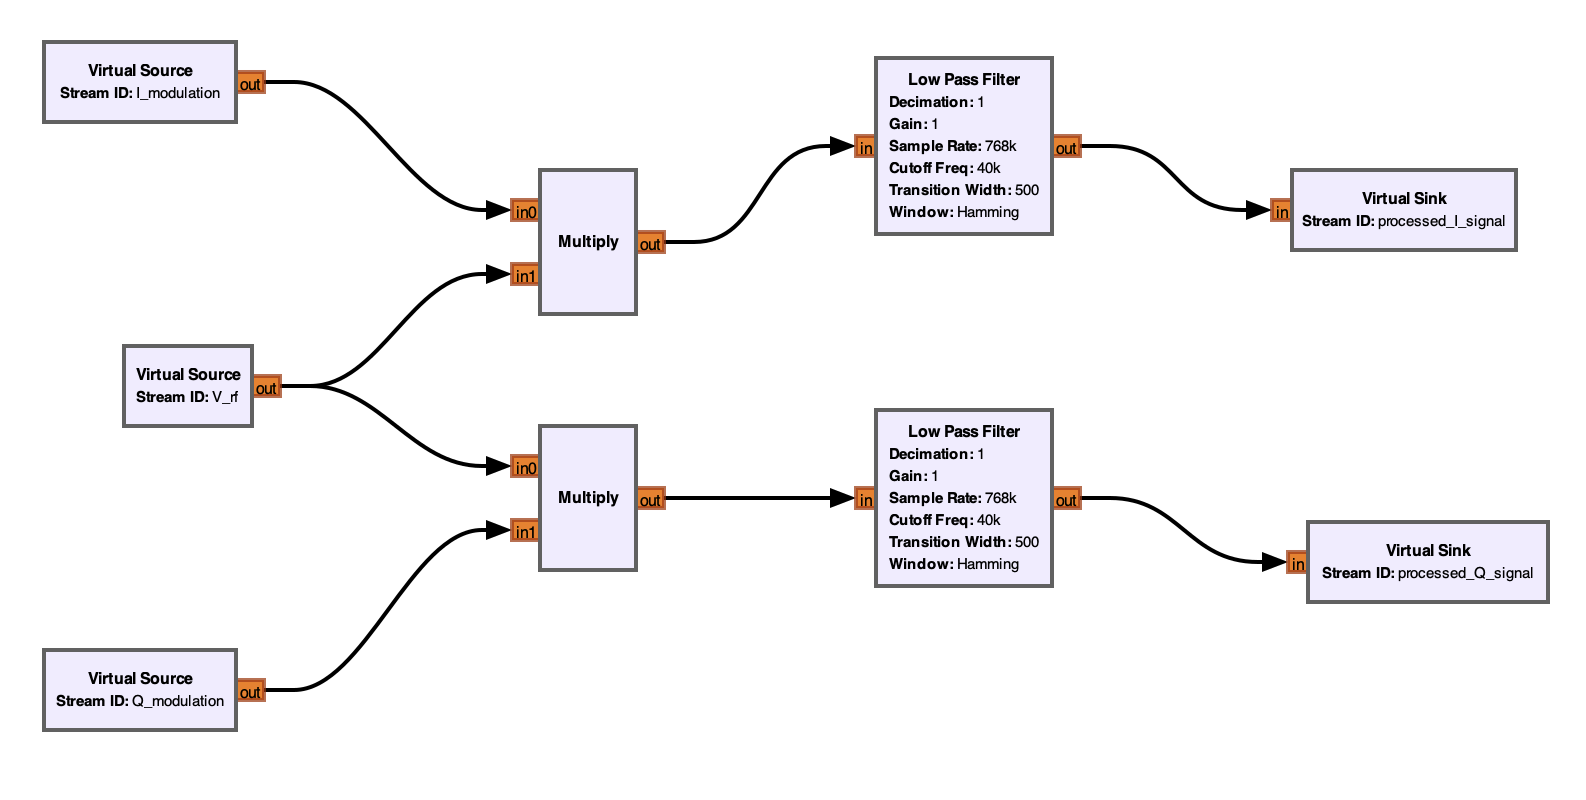 Virtual Source
Stream ID: I_modulation
out
in0
in1
Multiply
out
in
Low Pass Filter
Decimation: 1
Gain: 1
Sample Rate: 768k
Cutoff Freq: 40k
Transition Width: 500
Window: Hamming
out
in
Virtual Sink
Stream ID: processed_I_signal
Virtual Source
Stream ID: V_rf
out
in0
in1
Multiply
out
in
Low Pass Filter
Decimation: 1
Gain: 1
Sample Rate: 768k
Cutoff Freq: 40k
Transition Width: 500
Window: Hamming
out
in
Virtual Sink
Stream ID: processed_Q_signal
Virtual Source
Stream ID: Q_modulation
out